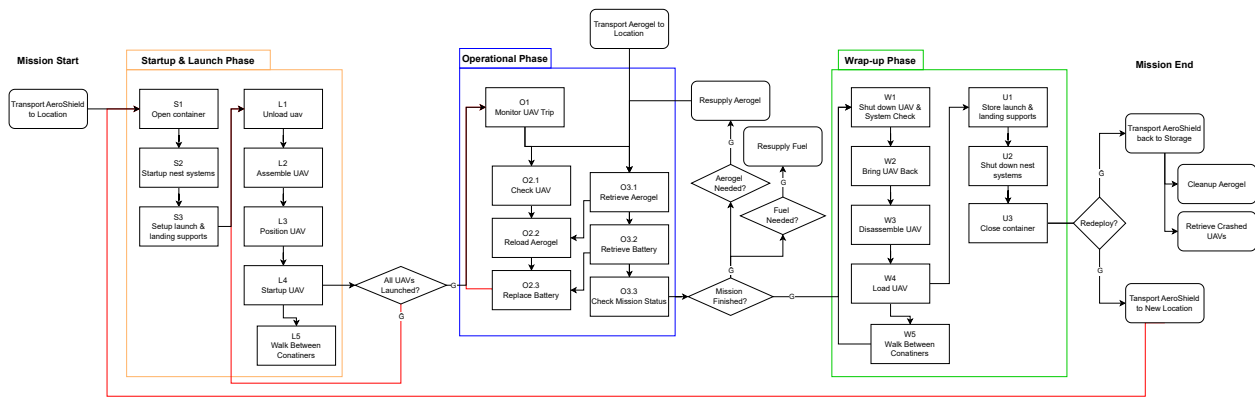 Transport Aerogel to
Location
Mission Start
Startup & Launch Phase
Operational Phase
Wrap-up Phase
Mission End
Transport AeroShield
to Location
S1
Open container
S2
Startup nest systems
S3
Setup launch &
landing supports
L1
Unload uav
L2
Assemble UAV
L3
Position UAV
L4
Startup UAV
L5
Walk Between
Conatiners
All UAVs
Launched?
G
G
O1
Monitor UAV Trip
O2.1
Check UAV
O2.2
Reload Aerogel
O2.3
Replace Battery
O3.1
Retrieve Aerogel
O3.2
Retrieve Battery
O3.3
Check Mission Status
Resupply Aerogel
G
Aerogel
Needed?
G
Resupply Fuel
G
Fuel
Needed?
Mission
Finished?
G
W1
Shut down UAV &
System Check
W2
Bring UAV Back
W3
Disassemble UAV
W4
Load UAV
W5
Walk Between
Conatiners
U1
Store launch &
landing supports
U2
Shut down nest
systems
U3
Close container
Redeploy?
G
G
Transport AeroShield
back to Storage
Cleanup Aerogel
Retrieve Crashed
UAVs
Tansport AeroShield
to New Location